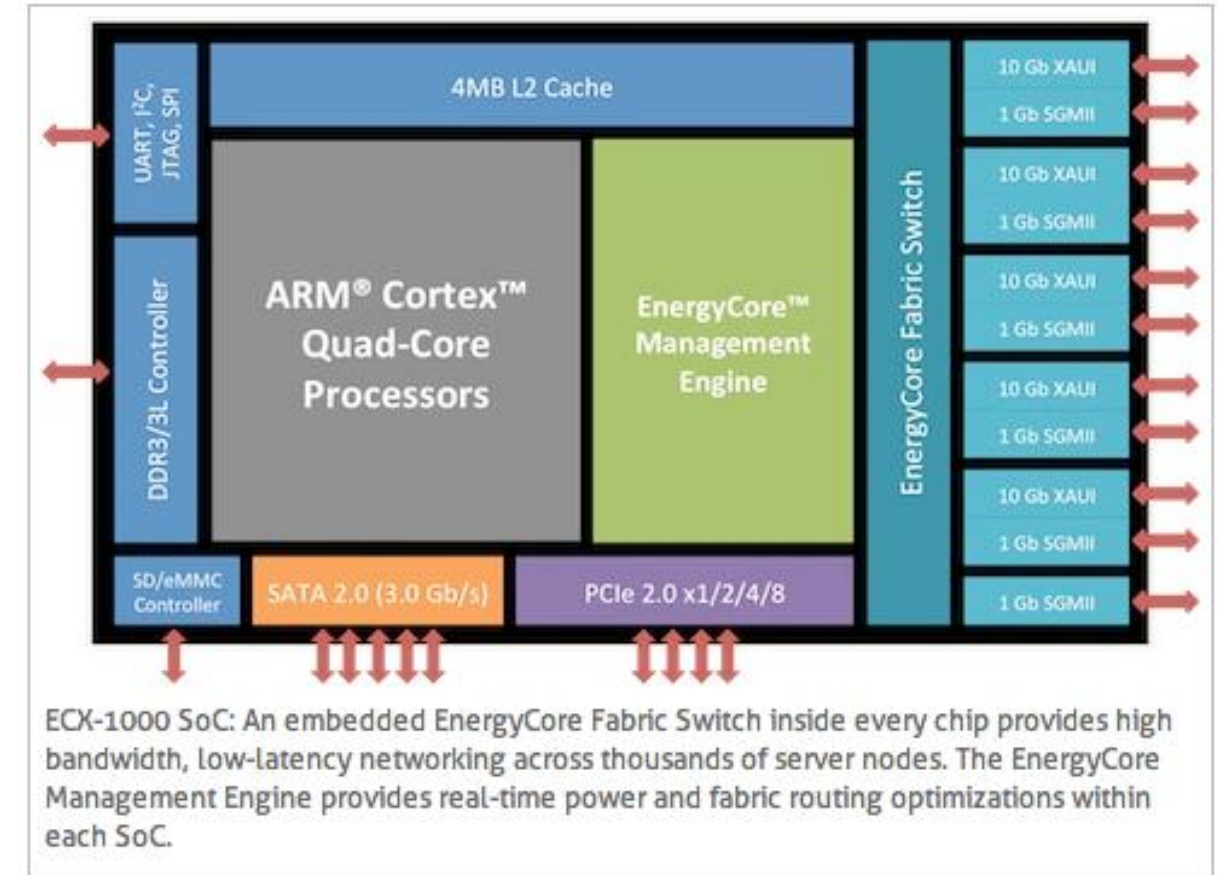 UART, I²C,
JTAG, SPI
4MB L2 Cache
DDR3/3L Controller
ARM® Cortex™
Quad-Core
Processors
EnergyCore™
Management
Engine
EnergyCore Fabric Switch
10 Gb XAUI
1 Gb SGMII
10 Gb XAUI
1 Gb SGMII
10 Gb XAUI
1 Gb SGMII
10 Gb XAUI
1 Gb SGMII
10 Gb XAUI
1 Gb SGMII
1 Gb SGMII
SD/eMMC
Controller
SATA 2.0 (3.0 Gb/s)
PCIe 2.0 x1/2/4/8
ECX-1000 SoC: An embedded EnergyCore Fabric Switch inside every chip provides high
bandwidth, low-latency networking across thousands of server nodes. The EnergyCore
Management Engine provides real-time power and fabric routing optimizations within
each SoC.